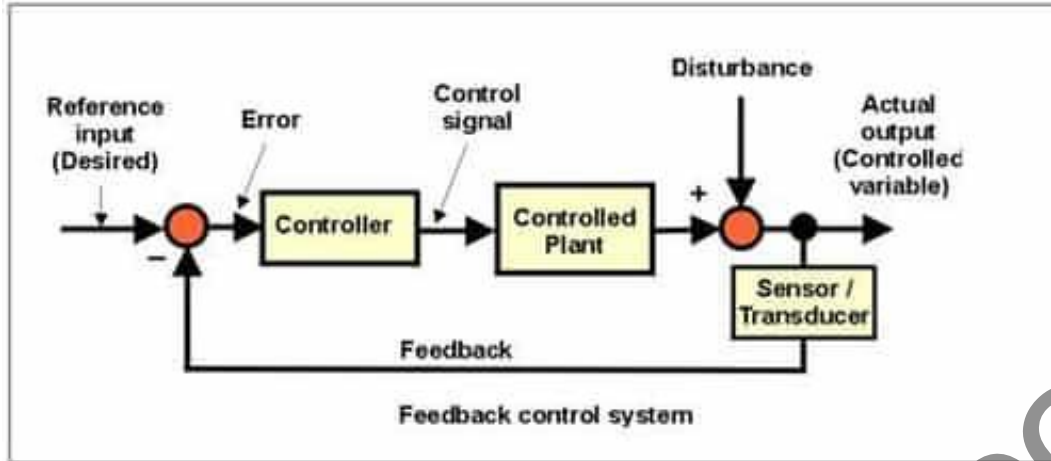 Disturbance
Reference
input
(Desired)
Error
Control
signal
Actual
output
(Controlled
variable)
Controller
Controlled
Plant
+
−
Sensor /
Transducer
Feedback
Feedback control system